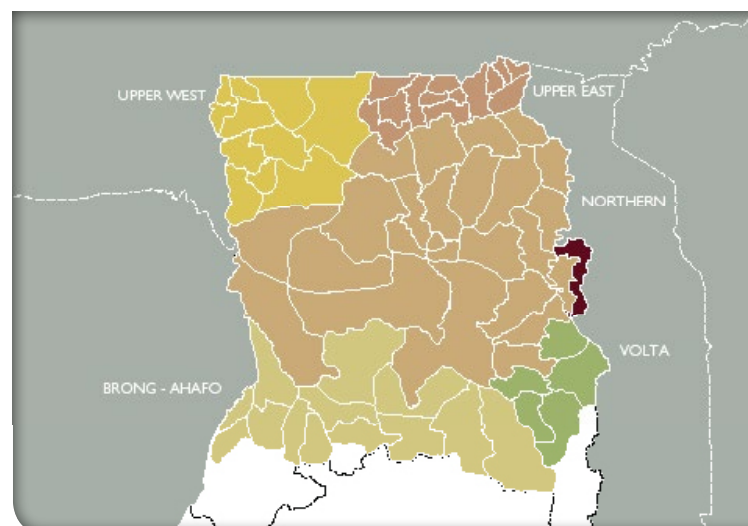 UPPER WEST
UPPER EAST
NORTHERN
VOLTA
BRONG - AHAFO